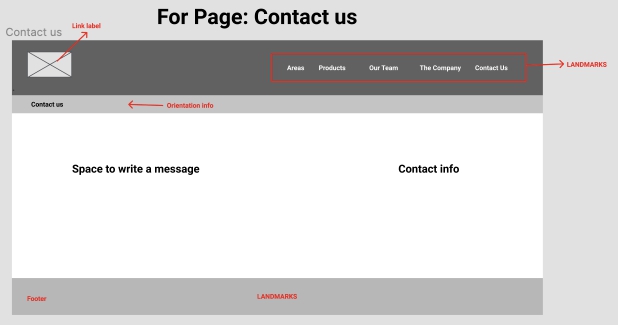 For Page: Contact us
Contact us
Link label
Areas Products Our Team The Company Contact Us
LANDMARKS
Contact us
Orientation info
Space to write a message
Contact info
Footer
LANDMARKS